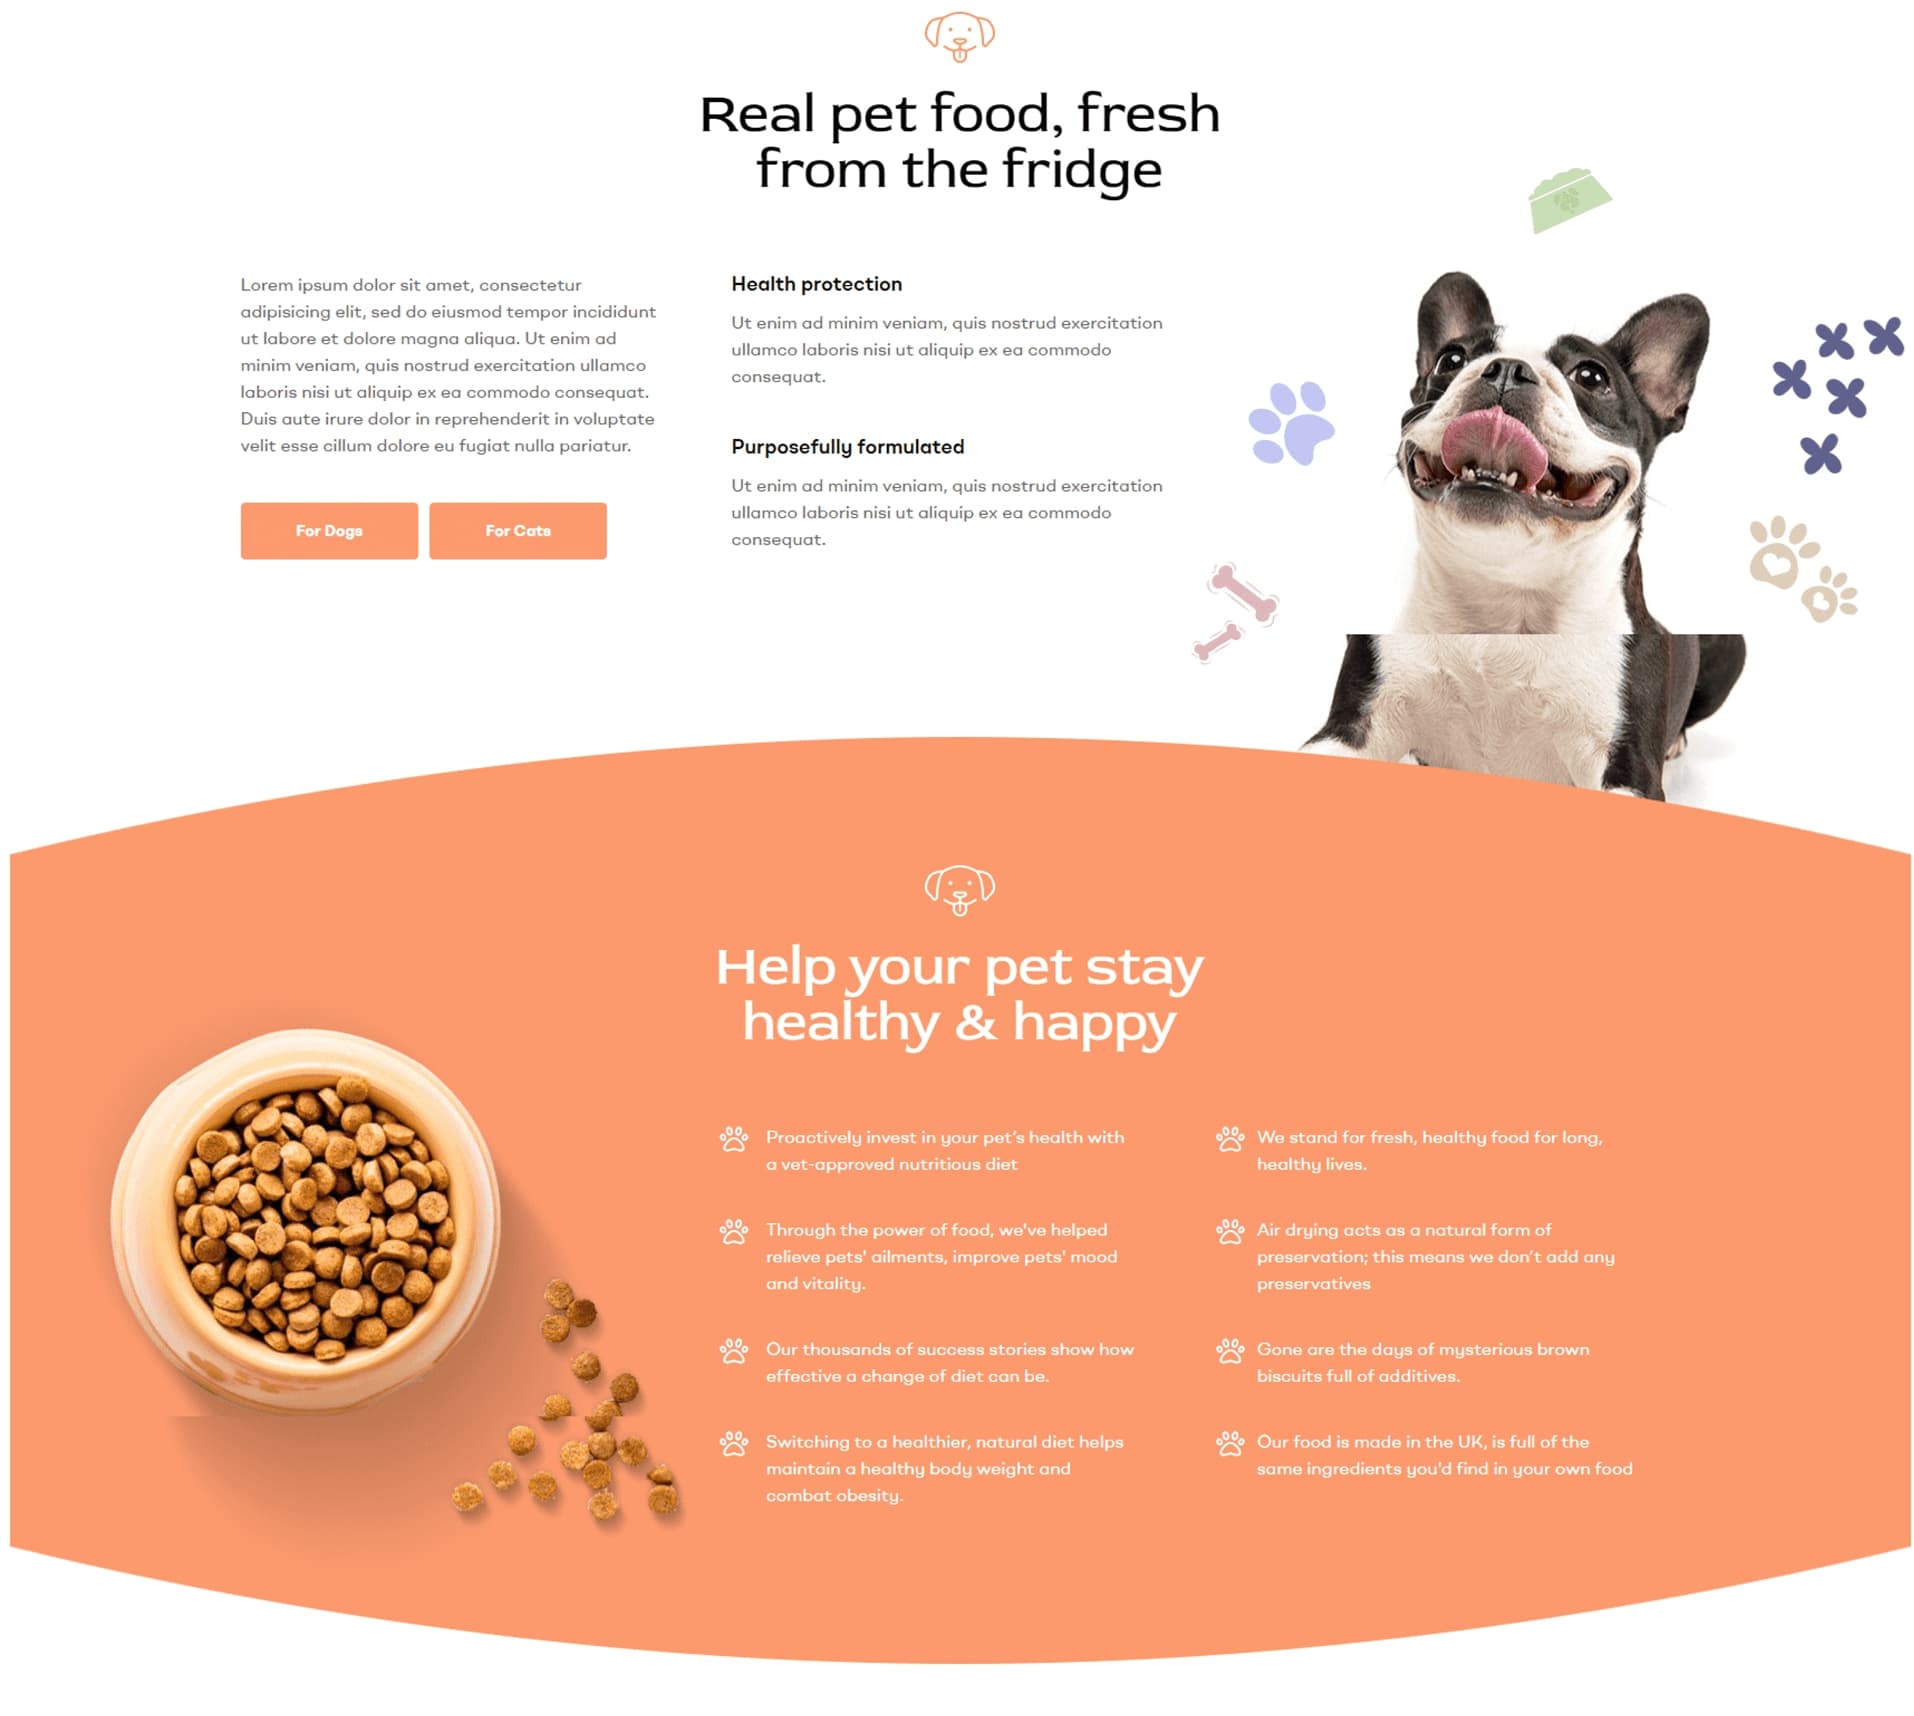 Real pet food, fresh
from the fridge
Lorem ipsum dolor sit amet, consectetur
adipisicing elit, sed do eiusmod tempor incididunt
ut labore et dolore magna aliqua. Ut enim ad
minim veniam, quis nostrud exercitation ullamco
laboris nisi ut aliquip ex ea commodo consequat.
Duis aute irure dolor in reprehenderit in voluptate
velit esse cillum dolore eu fugiat nulla pariatur.
For Dogs
For Cats
Health protection
Ut enim ad minim veniam, quis nostrud exercitation
ullamco laboris nisi ut aliquip ex ea commodo
consequat.
Purposefully formulated
Ut enim ad minim veniam, quis nostrud exercitation
ullamco laboris nisi ut aliquip ex ea commodo
consequat.
Help your pet stay
healthy & happy
Proactively invest in your pet's health with
a vet-approved nutritious diet
Through the power of food, we've helped
relieve pets' ailments, improve pets' mood
and vitality.
Our thousands of success stories show how
effective a change of diet can be.
Switching to a healthier, natural diet helps
maintain a healthy body weight and
combat obesity.
We stand for fresh, healthy food for long,
healthy lives.
Air drying acts as a natural form of
preservation; this means we don't add any
preservatives
Gone are the days of mysterious brown
biscuits full of additives.
Our food is made in the UK, is full of the
same ingredients you'd find in your own food